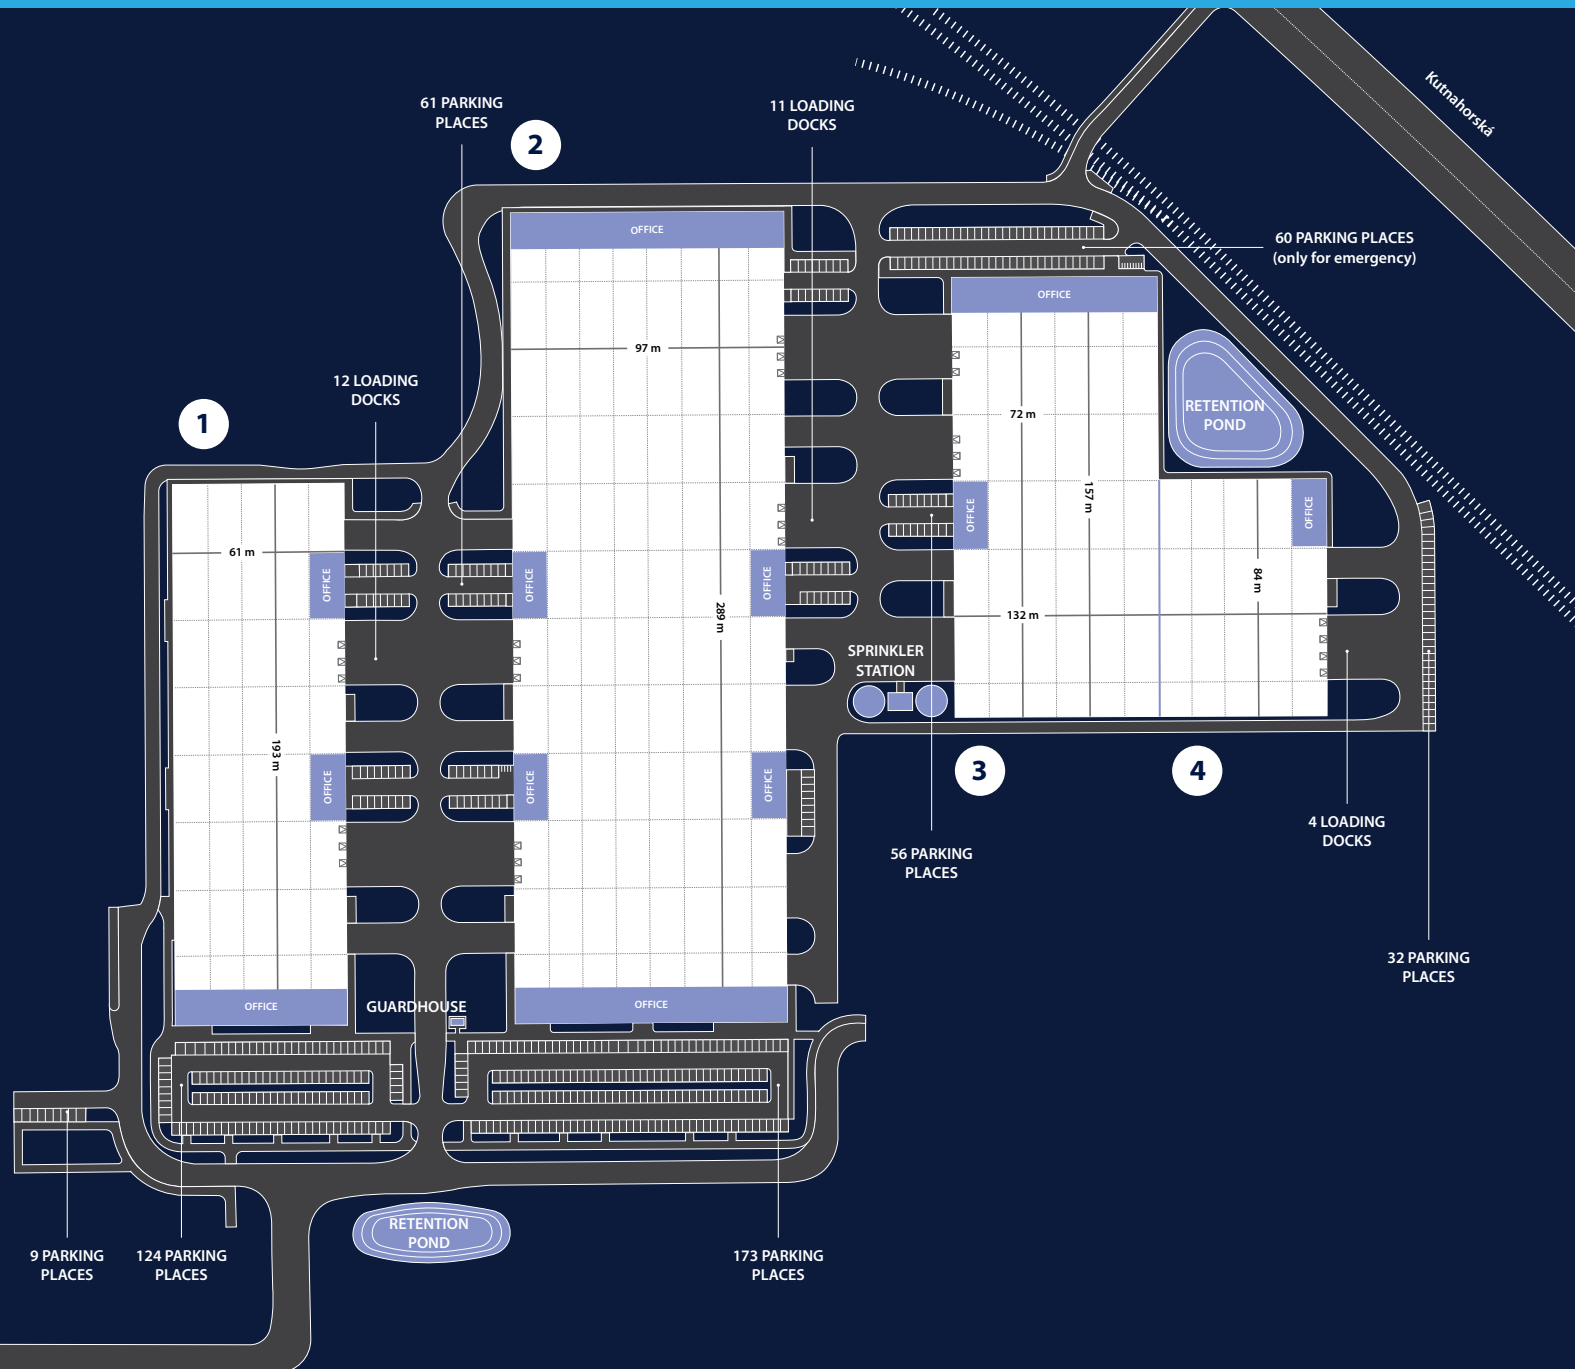 Kutnahorská
61 PARKING
PLACES
11 LOADING
DOCKS
2
OFFICE
60 PARKING PLACES
(only for emergency)
OFFICE
97 m
12 LOADING
DOCKS
1
72 m
RETENTION
POND
157 m
OFFICE
OFFICE
61 m
OFFICE
OFFICE
OFFICE
84 m
289 m
132 m
SPRINKLER
STATION
193 m
OFFICE
OFFICE
OFFICE
3
4
4 LOADING
DOCKS
56 PARKING
PLACES
32 PARKING
PLACES
OFFICE
GUARDHOUSE
OFFICE
RETENTION
POND
9 PARKING
PLACES
124 PARKING
PLACES
173 PARKING
PLACES